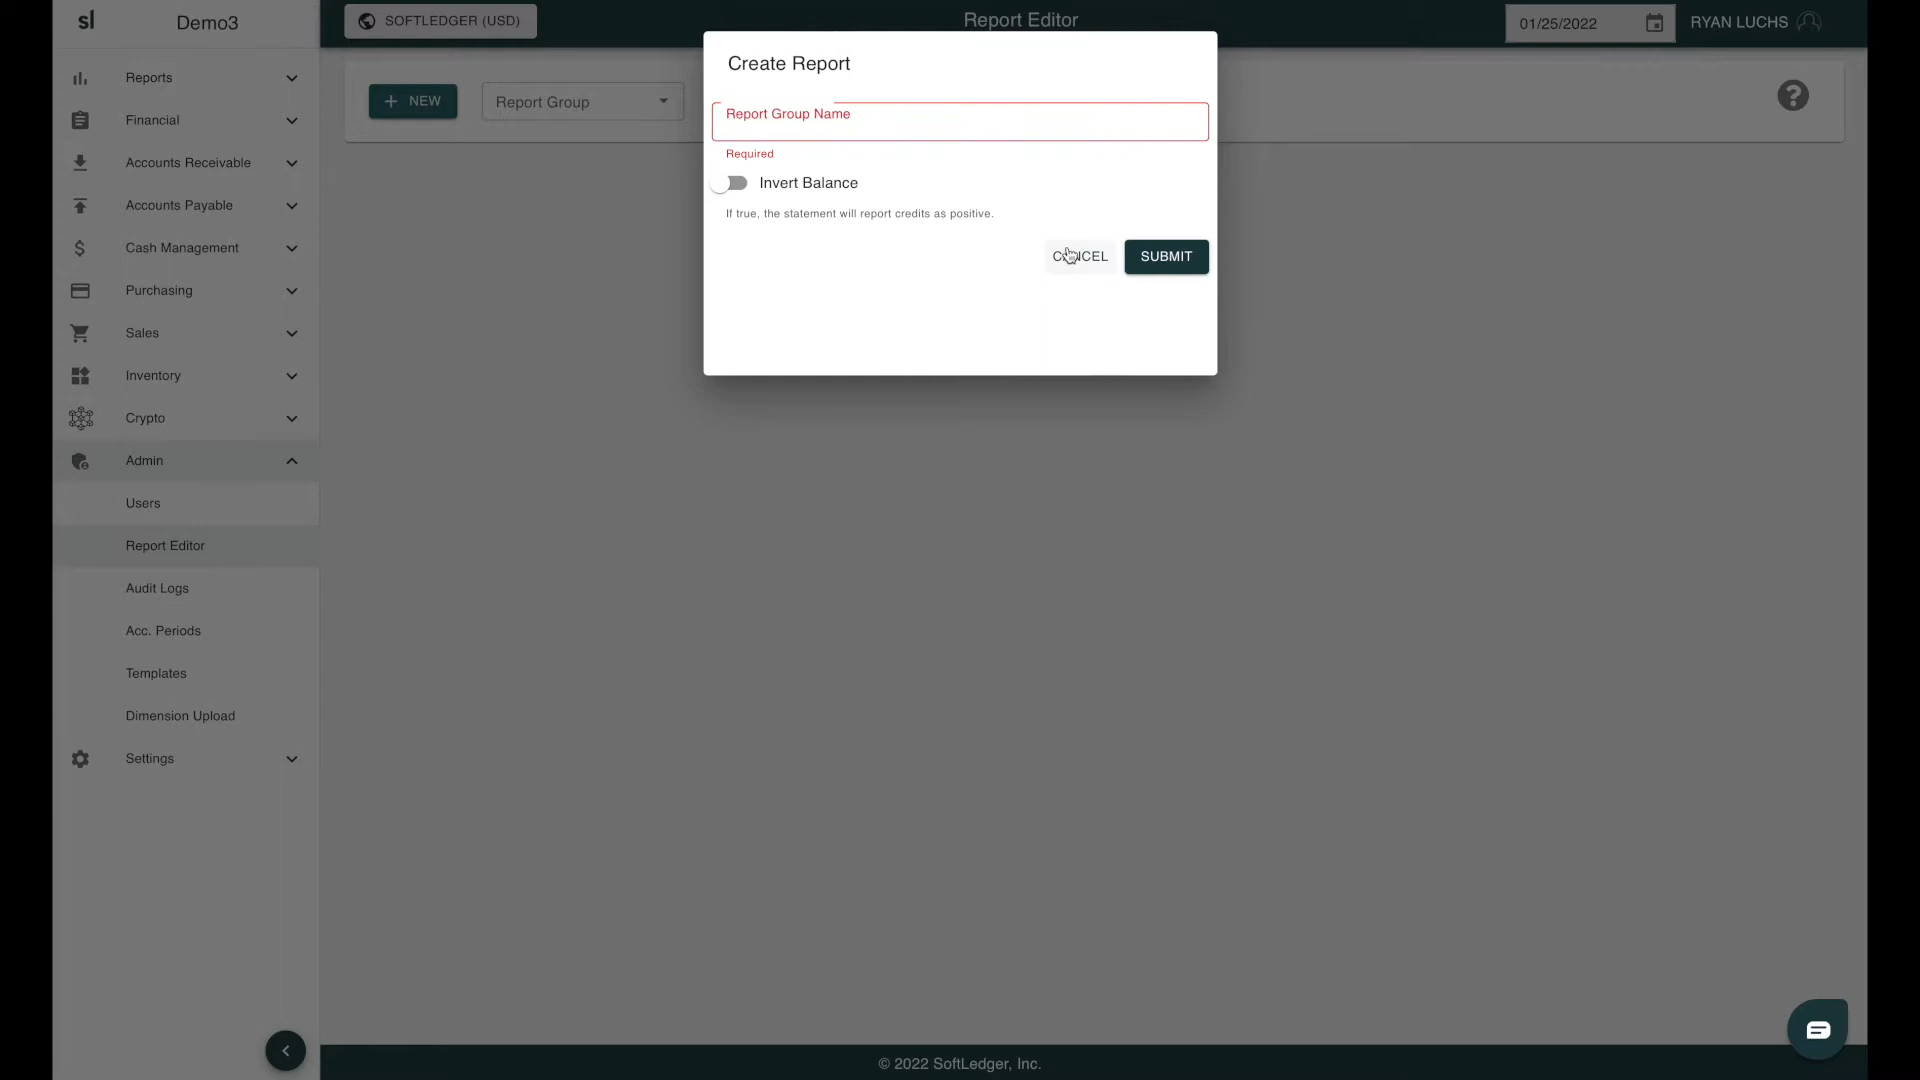 sl
Demo3
SOFTLEDGER (USD)
Report Editor
01/25/2022
RYAN LUCHS
Reports
Financial
Accounts Receivable
Accounts Payable
Cash Management
Purchasing
Sales
Inventory
Crypto
Admin
Users
Report Editor
Audit Logs
Acc. Periods
Templates
Dimension Upload
Settings
+ NEW
Report Group
?
Create Report
Report Group Name
Required
Invert Balance
If true, the statement will report credits as positive.
CANCEL
SUBMIT
© 2022 SoftLedger, Inc.